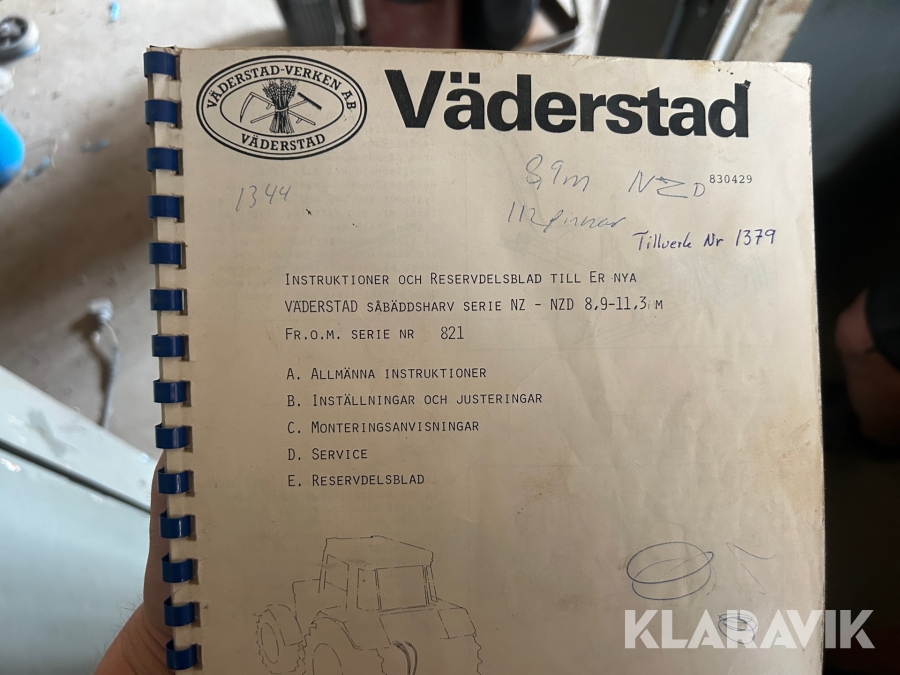 VÄDERSTAD-VERKEN AB
VÄDERSTAD
Väderstad
8,9m NZD 830429
1344
112 pinnar
Tillverk Nr 1379
INSTRUKTIONER OCH RESERVDELSBLAD TILL ER NYA
VÄDERSTAD SÅBÄDDSHARV SERIE NZ - NZD 8,9-11,3 M
FR.O.M. SERIE NR 821
A. ALLMÄNNA INSTRUKTIONER
B. INSTÄLLNINGAR OCH JUSTERINGAR
C. MONTERINGSANVISNINGAR
D. SERVICE
E. RESERVDELSBLAD
KLARAVIK